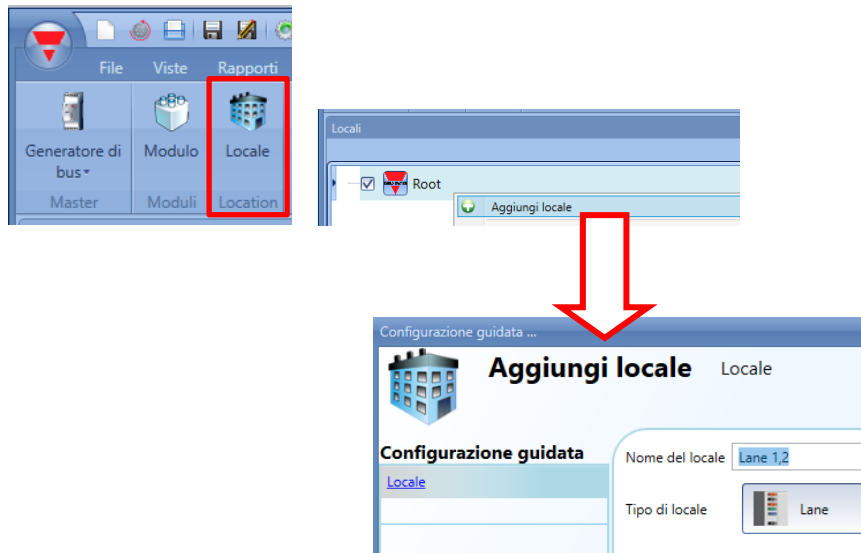 File Viste Rapporti
Generatore di bus
Modulo
Locale
Master
Moduli
Location
Locali
Root
Aggiungi locale
Configurazione guidata ...
Aggiungi locale Locale
Configurazione guidata
Nome del locale Lane 1,2
Locale
Tipo di locale Lane